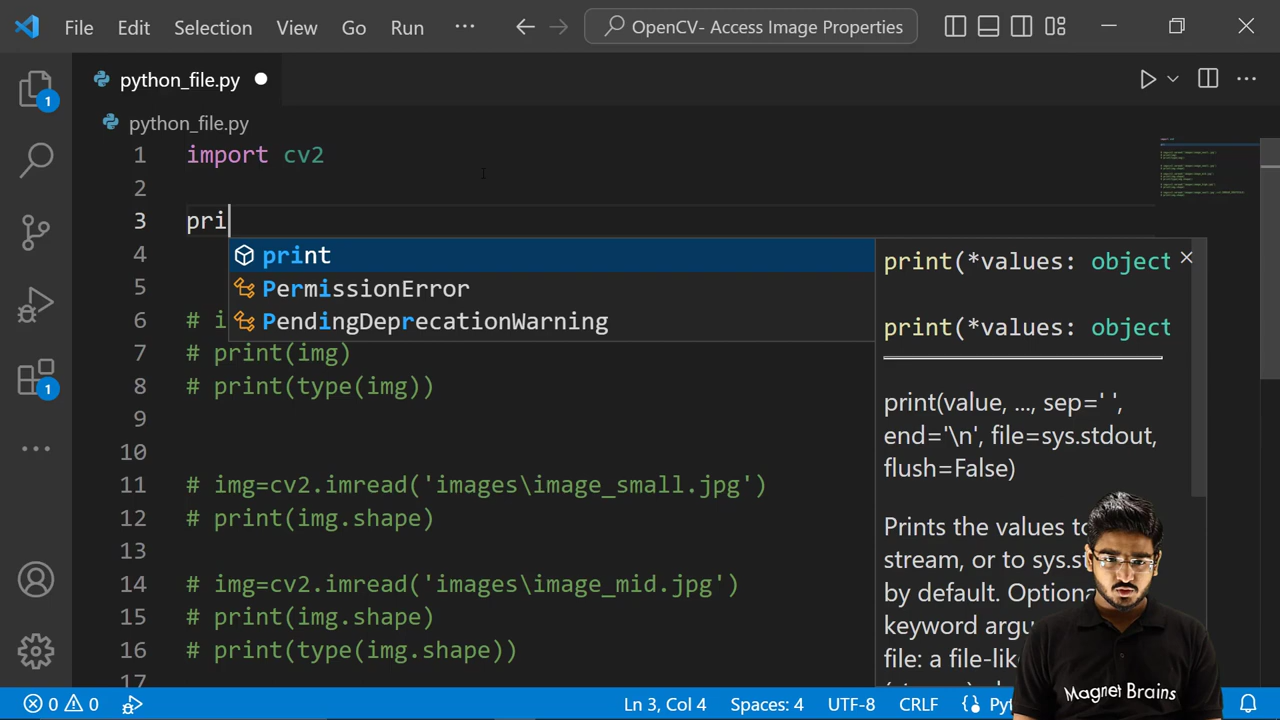 File Edit Selection View Go Run ... OpenCV- Access Image Properties
python_file.py
python_file.py
1 import cv2
2
3 pri
4 print
5 PermissionError
PendingDeprecationWarning
6 # i
7 # print(img)
8 # print(type(img))
9
10
11 # img=cv2.imread('images\image_small.jpg')
12 # print(img.shape)
13
14 # img=cv2.imread('images\image_mid.jpg')
15 # print(img.shape)
16 # print(type(img.shape))
17
print(*values: object
print(*values: object
print(value, ..., sep=' ',
end='\n', file=sys.stdout,
flush=False)
Prints the values to
stream, or to sys.
by default.
keyword
file: a
Magnet Brains
1
1
0 0 Ln 3, Col 4 Spaces: 4 UTF-8 CRLF